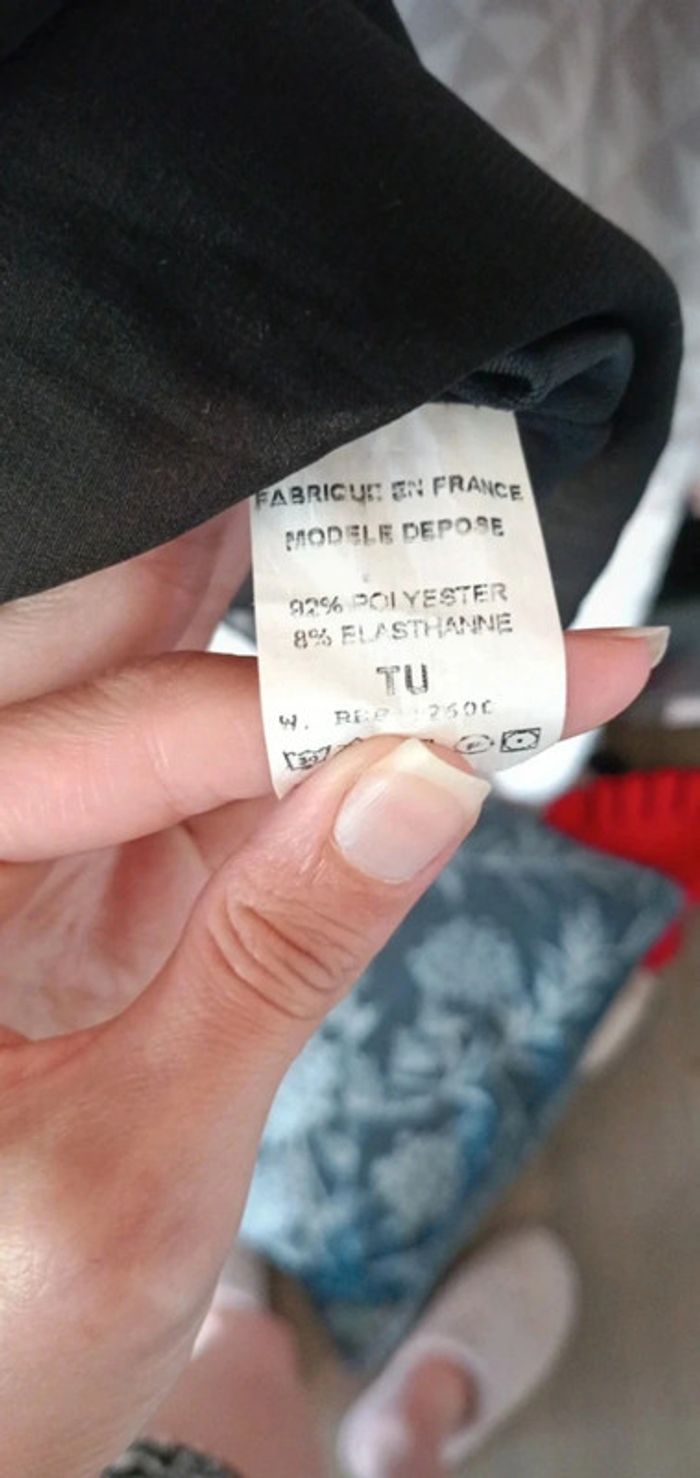 FABRIQUE EN FRANCE
MODELE DEPOSE
92% POLYESTER
8% ELASTHANNE
TU
W.